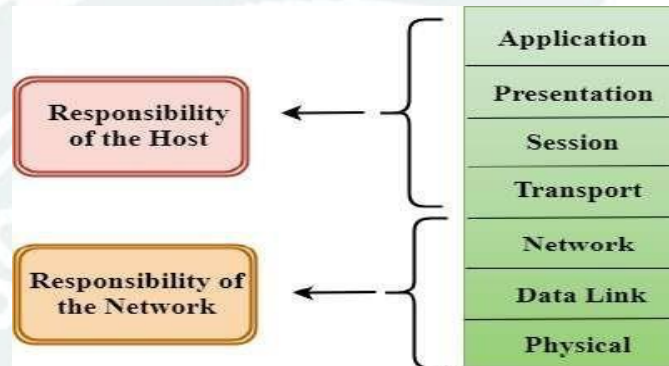 Responsibility
of the Host
Responsibility of
the Network
Application
Presentation
Session
Transport
Network
Data Link
Physical